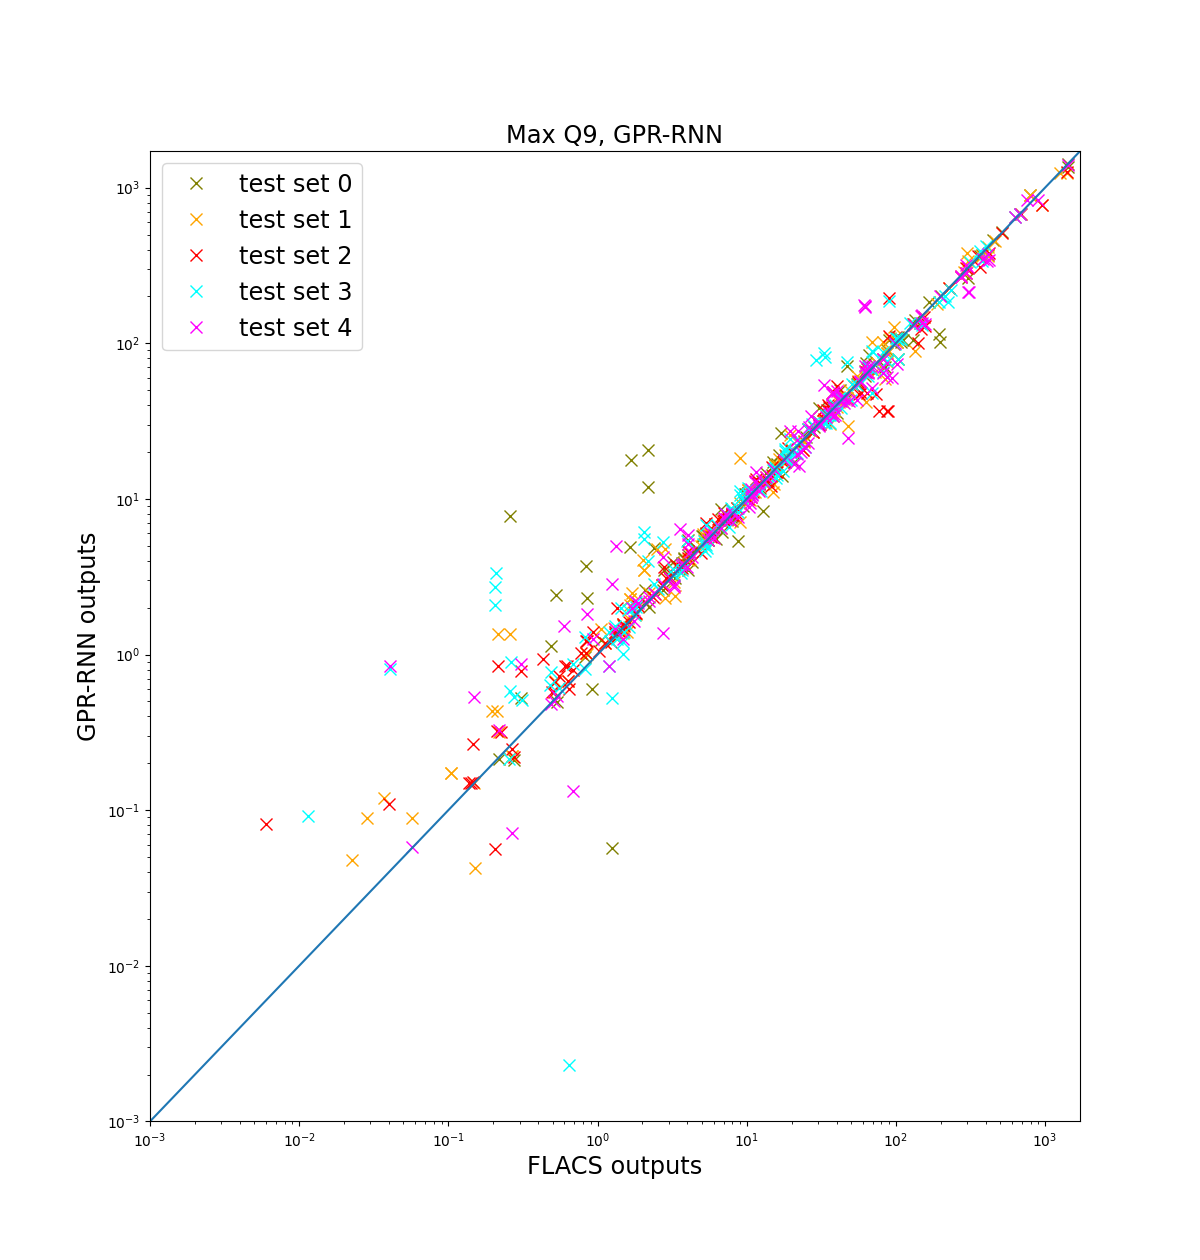 Max Q9, GPR-RNN
test set 0
test set 1
test set 2
test set 3
test set 4
GPR-RNN outputs
10³
10²
10¹
10⁰
10⁻¹
10⁻²
10⁻³
10⁻³ 10⁻² 10⁻¹ 10⁰ 10¹ 10² 10³
FLACS outputs